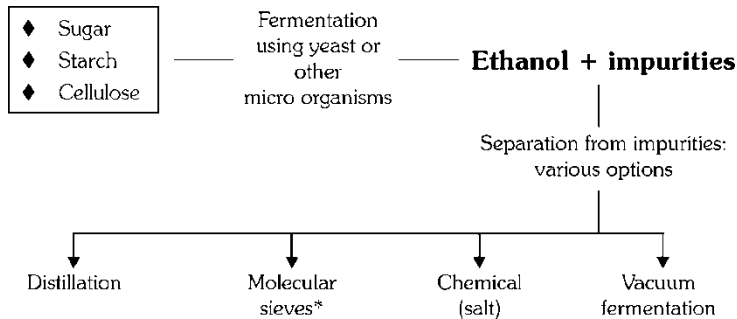 ♦ Sugar
♦ Starch
♦ Cellulose
Fermentation
using yeast or
other
micro organisms
Ethanol + impurities
Separation from impurities:
various options
Distillation
Molecular
sieves*
Chemical
(salt)
Vacuum
fermentation